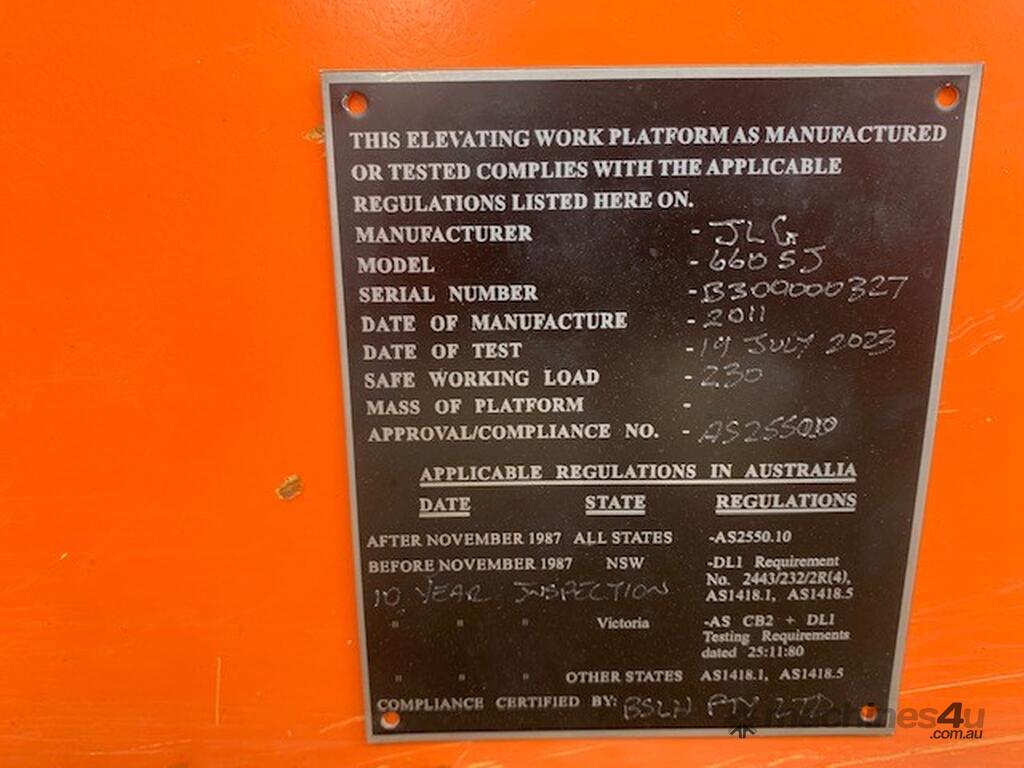 THIS ELEVATING WORK PLATFORM AS MANUFACTURED
OR TESTED COMPLIES WITH THE APPLICABLE
REGULATIONS LISTED HERE ON.
MANUFACTURER - JLG
MODEL - 660SJ
SERIAL NUMBER - B300000327
DATE OF MANUFACTURE - 2011
DATE OF TEST - 19 JULY 2023
SAFE WORKING LOAD - 230
MASS OF PLATFORM -
APPROVAL/COMPLIANCE NO. - AS255010
APPLICABLE REGULATIONS IN AUSTRALIA
DATE STATE REGULATIONS
AFTER NOVEMBER 1987 ALL STATES -AS2550.10
BEFORE NOVEMBER 1987 NSW -DL1 Requirement
No. 2443/232/2R(4),
10 YEAR INSPECTION AS1418.1, AS1418.5
" " " Victoria -AS CB2 + DL1
Testing Requirements
dated 25:11:80
" " " OTHER STATES AS1418.1, AS1418.5
COMPLIANCE CERTIFIED BY: BSLN PTY LTD
machines4u
.com.au